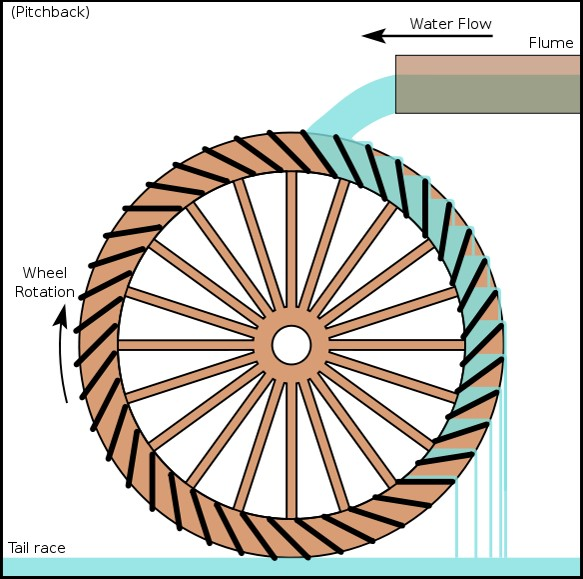 (Pitchback)
Water Flow
Flume
Wheel
Rotation
Tail race